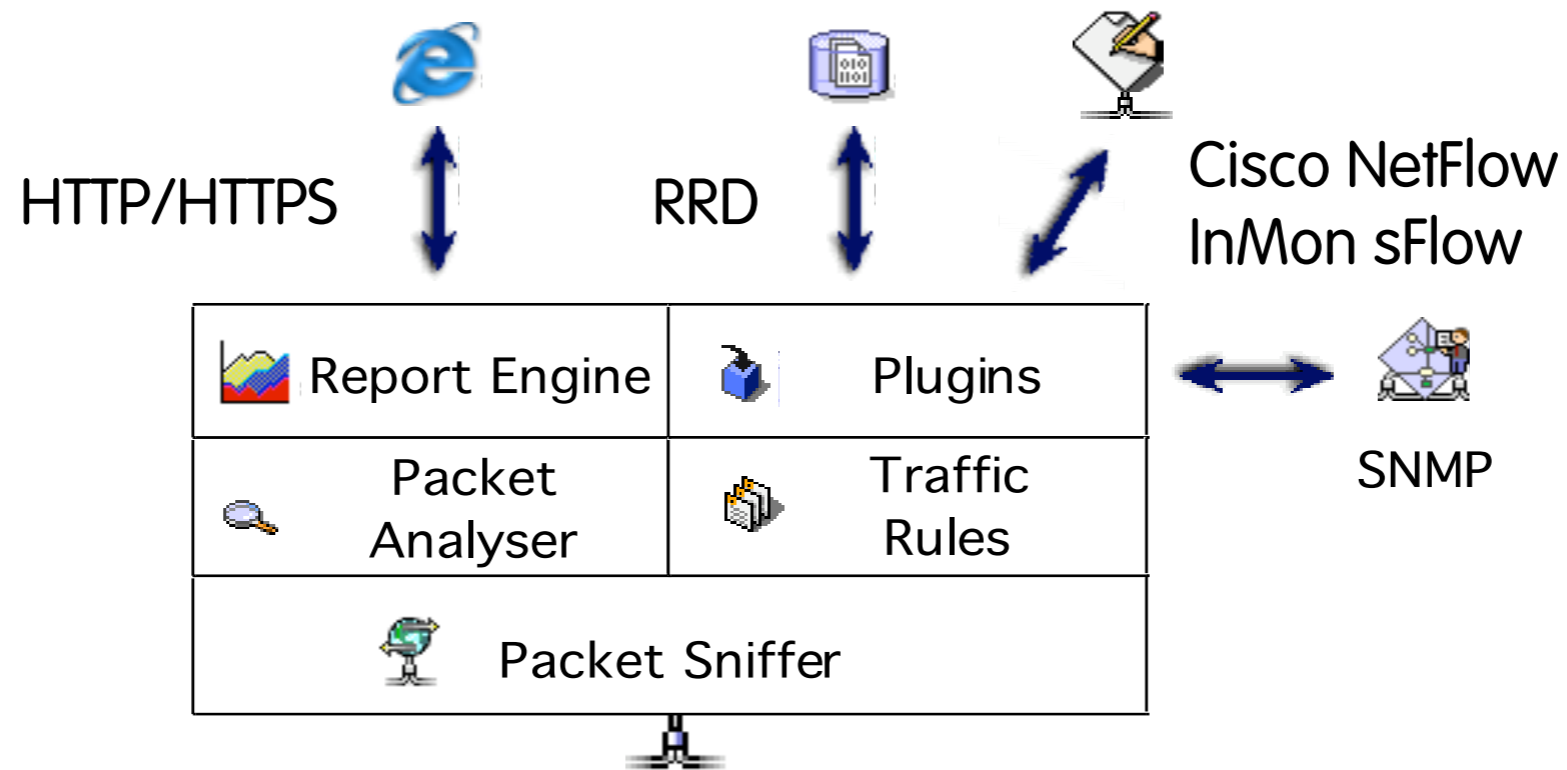 HTTP/HTTPS
RRD
Cisco NetFlow
InMon sFlow
Report Engine
Plugins
SNMP
Packet
Analyser
Traffic
Rules
Packet Sniffer